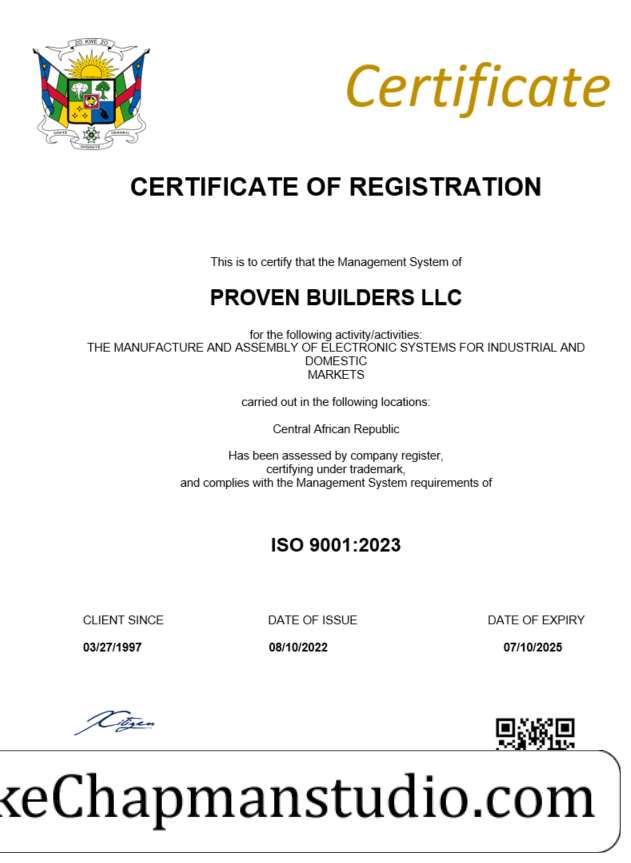 ZO KWE ZO
UNITE
DIGNITE
TRAVAIL
Certificate
CERTIFICATE OF REGISTRATION
This is to certify that the Management System of
PROVEN BUILDERS LLC
for the following activity/activities:
THE MANUFACTURE AND ASSEMBLY OF ELECTRONIC SYSTEMS FOR INDUSTRIAL AND
DOMESTIC
MARKETS
carried out in the following locations:
Central African Republic
Has been assessed by company register,
certifying under trademark,
and complies with the Management System requirements of
ISO 9001:2023
CLIENT SINCE DATE OF ISSUE DATE OF EXPIRY
03/27/1997 08/10/2022 07/10/2025
keChapmanstudio.com